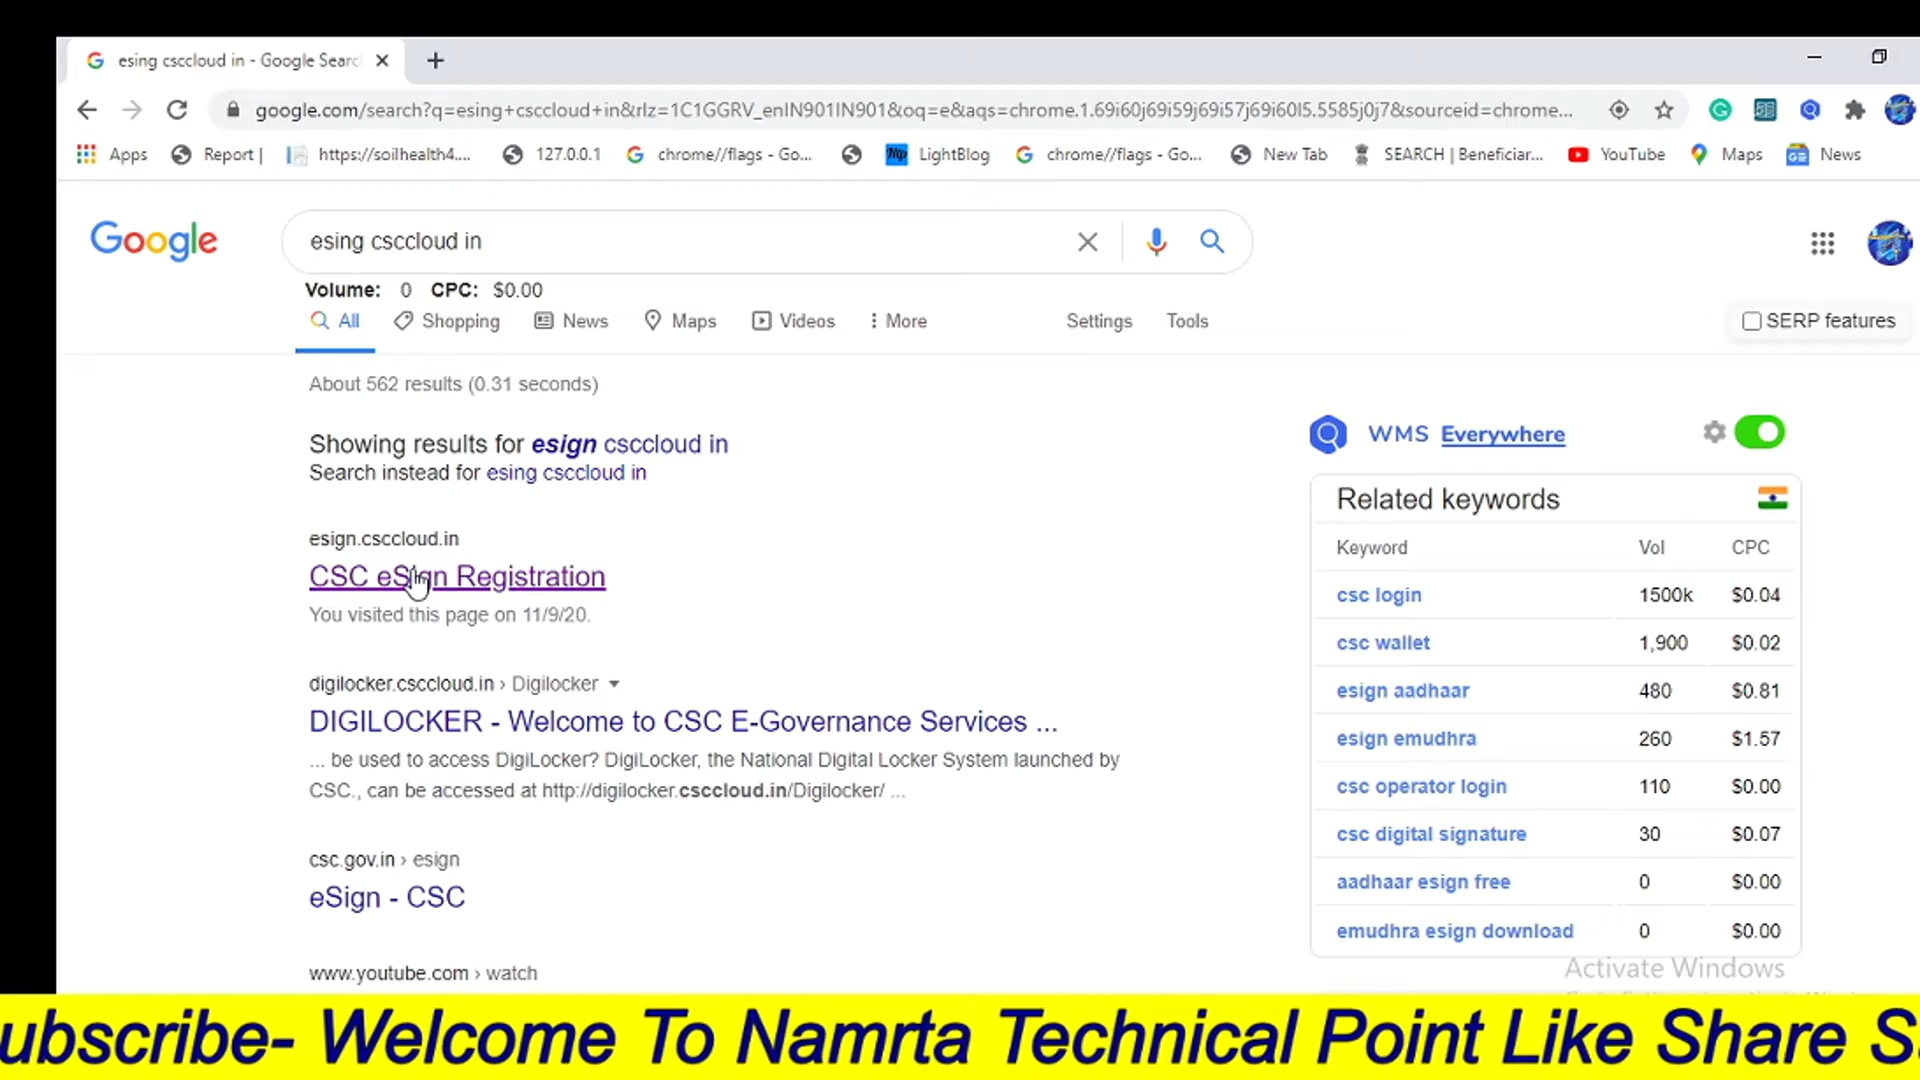 esing csccloud in - Google Searc
google.com/search?q=esing+csccloud+in&rlz=1C1GGRV_enIN901IN901&oq=e&aqs=chrome.1.69i60j69i59j69i57j69i60l5.5585j0j7&sourceid=chrome...
Apps Report | https://soilhealth4.... 127.0.0.1 chrome//flags - Go... Np LightBlog chrome//flags - Go... New Tab SEARCH | Beneficiar... YouTube Maps News
Google esing csccloud in
Volume: 0 CPC: $0.00
All Shopping News Maps Videos More Settings Tools SERP features
About 562 results (0.31 seconds)
Showing results for esign csccloud in
Search instead for esing csccloud in
esign.csccloud.in
CSC eSign Registration
You visited this page on 11/9/20.
digilocker.csccloud.in › Digilocker
DIGILOCKER - Welcome to CSC E-Governance Services ...
... be used to access DigiLocker? DigiLocker, the National Digital Locker System launched by
CSC., can be accessed at http://digilocker.csccloud.in/Digilocker/ ...
csc.gov.in › esign
eSign - CSC
www.youtube.com › watch
WMS Everywhere
Related keywords
Keyword Vol CPC
csc login 1500k $0.04
csc wallet 1,900 $0.02
esign aadhaar 480 $0.81
esign emudhra 260 $1.57
csc operator login 110 $0.00
csc digital signature 30 $0.07
aadhaar esign free 0 $0.00
emudhra esign download 0 $0.00
Activate Windows
ubscribe- Welcome To Namrta Technical Point Like Share S